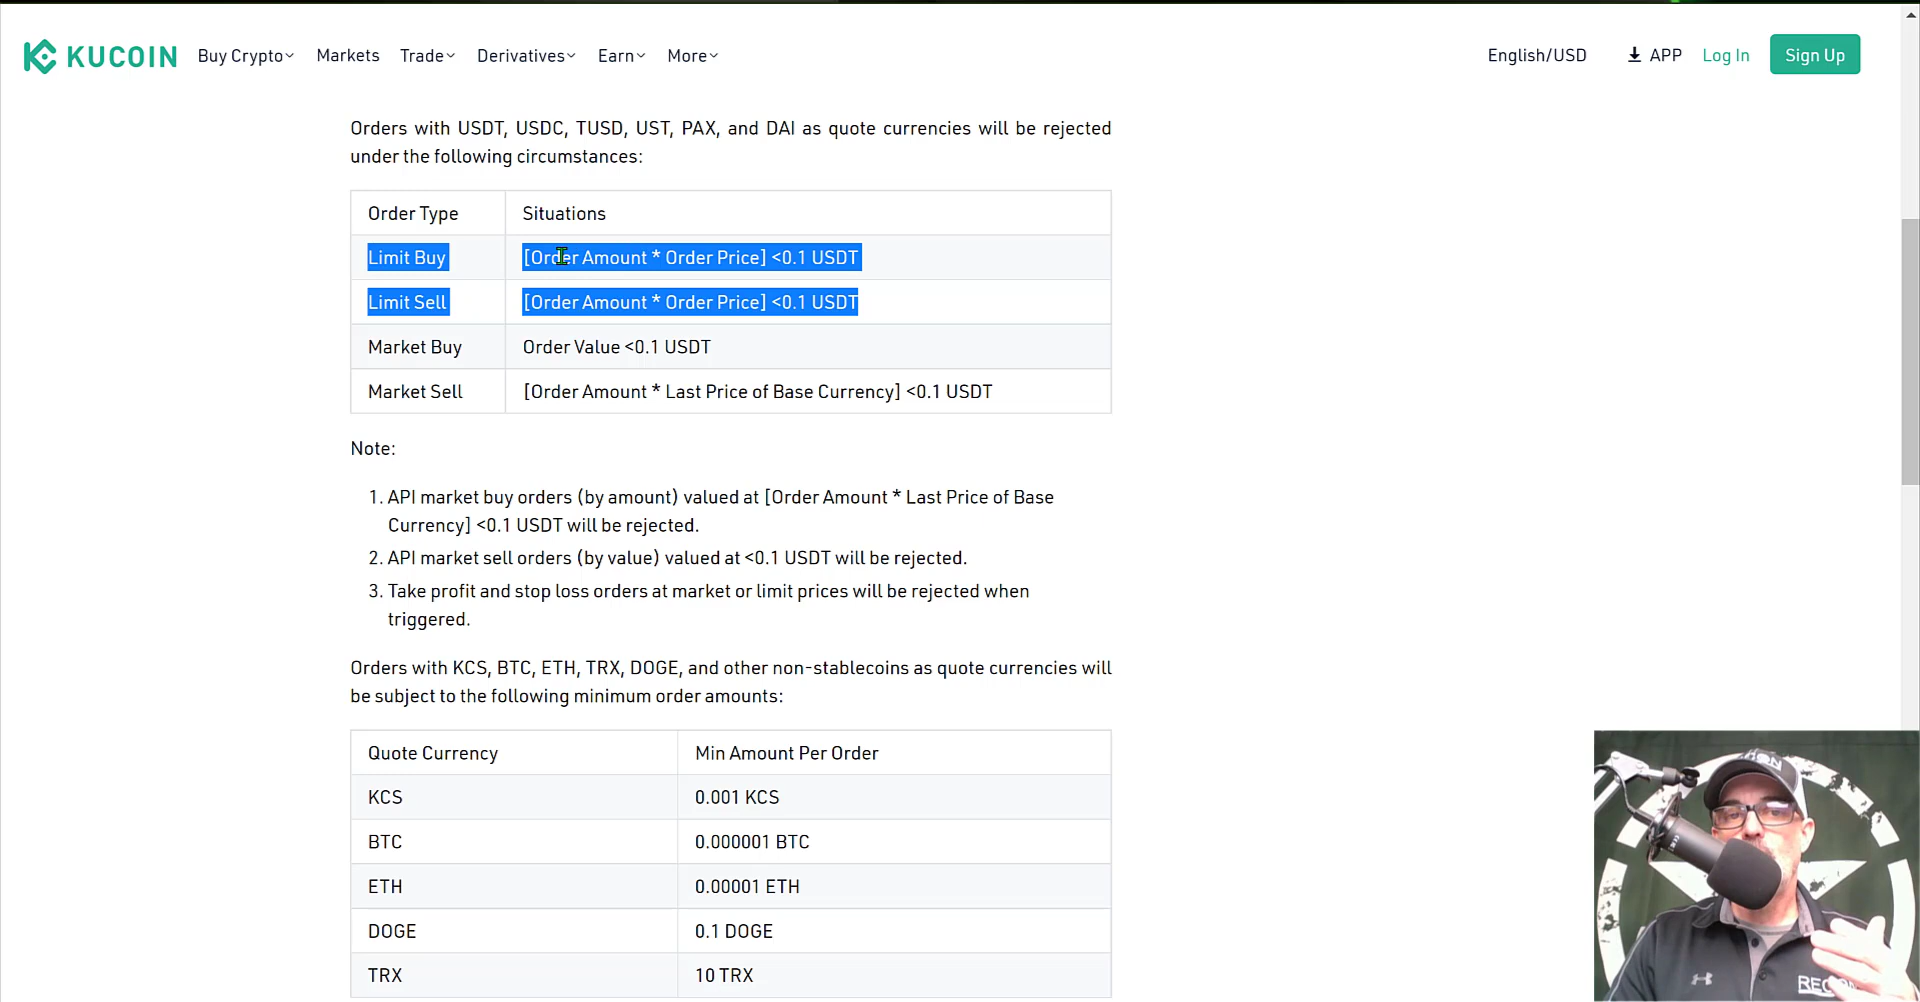 KUCOIN Buy Crypto Markets Trade Derivatives Earn More English/USD APP Log In Sign Up
Orders with USDT, USDC, TUSD, UST, PAX, and DAI as quote currencies will be rejected
under the following circumstances:
Order Type Situations
Limit Buy [Order Amount * Order Price] <0.1 USDT
Limit Sell [Order Amount * Order Price] <0.1 USDT
Market Buy Order Value <0.1 USDT
Market Sell [Order Amount * Last Price of Base Currency] <0.1 USDT
Note:
1. API market buy orders (by amount) valued at [Order Amount * Last Price of Base
Currency] <0.1 USDT will be rejected.
2. API market sell orders (by value) valued at <0.1 USDT will be rejected.
3. Take profit and stop loss orders at market or limit prices will be rejected when
triggered.
Orders with KCS, BTC, ETH, TRX, DOGE, and other non-stablecoins as quote currencies will
be subject to the following minimum order amounts:
Quote Currency Min Amount Per Order
KCS 0.001 KCS
BTC 0.000001 BTC
ETH 0.00001 ETH
DOGE 0.1 DOGE
TRX 10 TRX